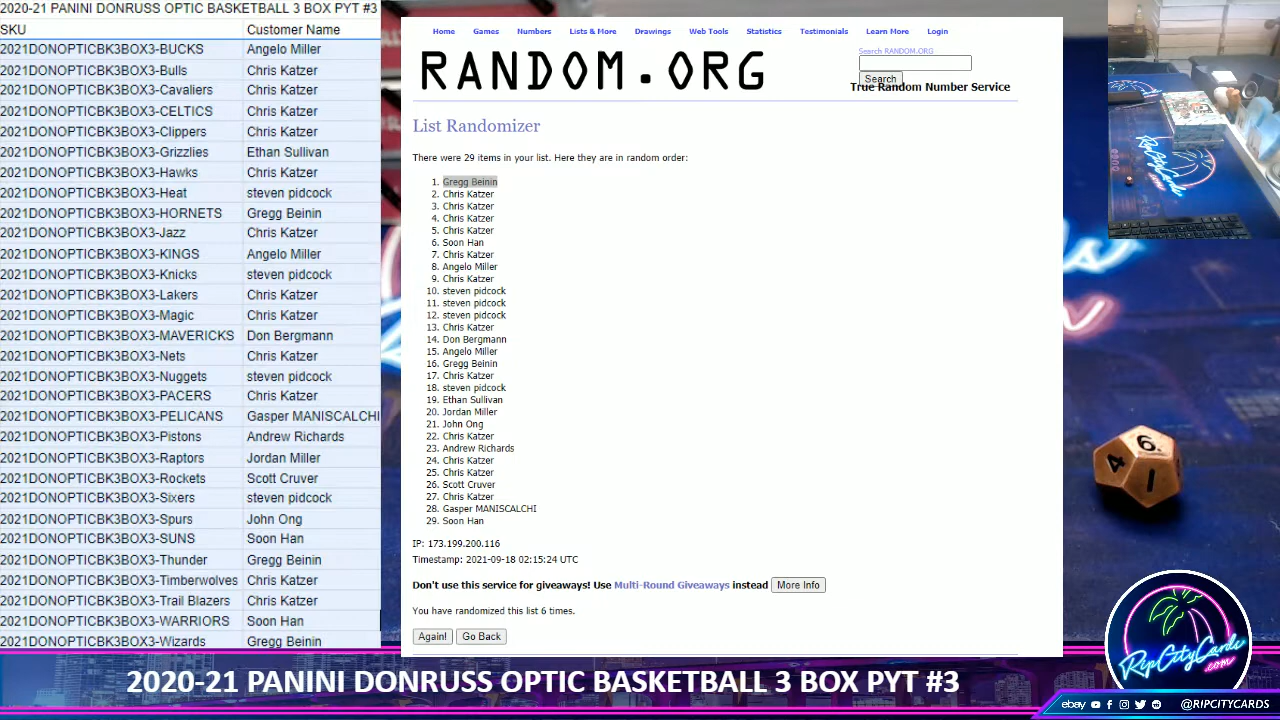 2020-21 PANINI DONRUSS OPTIC BASKETBALL 3 BOX PYT #3
SKU Customer Name
2021DONOPTICBK3BOX3-BUCKS Angelo Miller
2021DONOPTICBK3BOX3-Bulls Chris Katzer
2021DONOPTICBK3BOX3-Cavaliers Chris Katzer
2021DONOPTICBK3BOX3-CELTICS Chris Katzer
2021DONOPTICBK3BOX3-Clippers Chris Katzer
2021DONOPTICBK3BOX3-Grizzlies Ethan Sullivan
2021DONOPTICBK3BOX3-Hawks Chris Katzer
2021DONOPTICBK3BOX3-Heat steven pidcock
2021DONOPTICBK3BOX3-HORNETS Gregg Beinin
2021DONOPTICBK3BOX3-Jazz Chris Katzer
2021DONOPTICBK3BOX3-KINGS Angelo Miller
2021DONOPTICBK3BOX3-Knicks steven pidcock
2021DONOPTICBK3BOX3-Lakers Chris Katzer
2021DONOPTICBK3BOX3-Magic Chris Katzer
2021DONOPTICBK3BOX3-MAVERICKS Don Bergmann
2021DONOPTICBK3BOX3-Nets Chris Katzer
2021DONOPTICBK3BOX3-Nuggets steven pidcock
2021DONOPTICBK3BOX3-PACERS Chris Katzer
2021DONOPTICBK3BOX3-PELICANS Gasper MANISCALCHI
2021DONOPTICBK3BOX3-Pistons Andrew Richards
2021DONOPTICBK3BOX3-Raptors Jordan Miller
2021DONOPTICBK3BOX3-Rockets Scott Cruver
2021DONOPTICBK3BOX3-Sixers steven pidcock
2021DONOPTICBK3BOX3-Spurs John Ong
2021DONOPTICBK3BOX3-SUNS Soon Han
2021DONOPTICBK3BOX3-Thunder Gregg Beinin
2021DONOPTICBK3BOX3-Timberwolves Chris Katzer
2021DONOPTICBK3BOX3-Trail Blazers Chris Katzer
2021DONOPTICBK3BOX3-WARRIORS Soon Han
2021DONOPTICBK3BOX3-Wizards Gregg Beinin
Home Games Numbers Lists & More Drawings Web Tools Statistics Testimonials Learn More Login
RANDOM.ORG
Search RANDOM.ORG
Search
True Random Number Service
List Randomizer
There were 29 items in your list. Here they are in random order:
1. Gregg Beinin
2. Chris Katzer
3. Chris Katzer
4. Chris Katzer
5. Chris Katzer
6. Soon Han
7. Chris Katzer
8. Angelo Miller
9. Chris Katzer
10. steven pidcock
11. steven pidcock
12. steven pidcock
13. Chris Katzer
14. Don Bergmann
15. Angelo Miller
16. Gregg Beinin
17. Chris Katzer
18. steven pidcock
19. Ethan Sullivan
20. Jordan Miller
21. John Ong
22. Chris Katzer
23. Andrew Richards
24. Chris Katzer
25. Chris Katzer
26. Scott Cruver
27. Chris Katzer
28. Gasper MANISCALCHI
29. Soon Han
IP: 173.199.200.116
Timestamp: 2021-09-18 02:15:24 UTC
Don't use this service for giveaways! Use Multi-Round Giveaways instead More Info
You have randomized this list 6 times.
Again! Go Back
4 6. 1
RipCityCards
.com
2020-21 PANINI DONRUSS OPTIC BASKETBALL 3 BOX PYT #3
ebay @RIPCITYCARDS